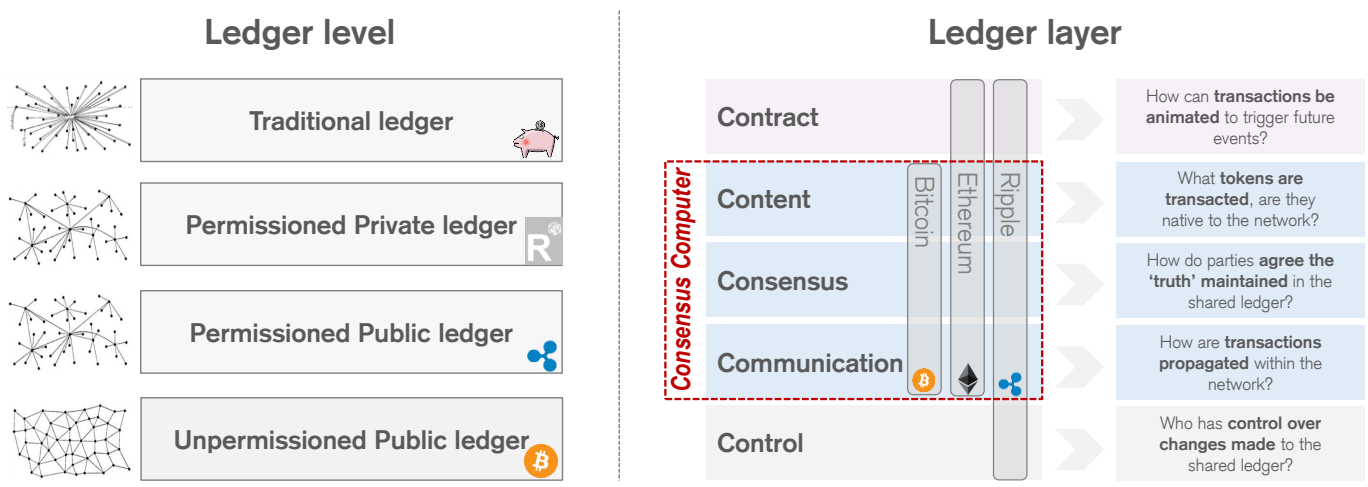 Ledger level
Traditional ledger
Permissioned Private ledger
R
Permissioned Public ledger
Unpermissioned Public ledger
Ledger layer
Consensus Computer
Contract
Content
Consensus
Communication
Control
Bitcoin
Ethereum
Ripple
How can transactions be
animated to trigger future
events?
What tokens are
transacted, are they
native to the network?
How do parties agree the
‘truth’ maintained in the
shared ledger?
How are transactions
propagated within the
network?
Who has control over
changes made to the
shared ledger?